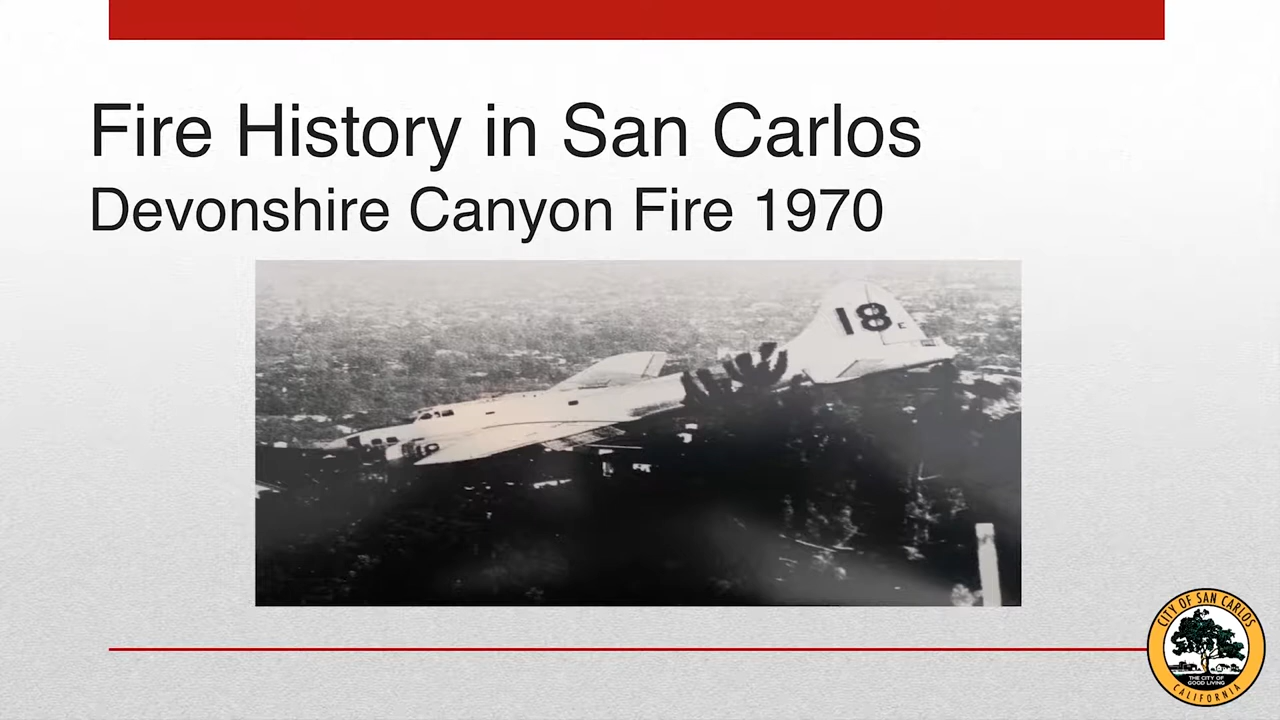 Fire History in San Carlos
Devonshire Canyon Fire 1970
18
E
CITY OF SAN CARLOS
THE CITY OF
GOOD LIVING
CALIFORNIA